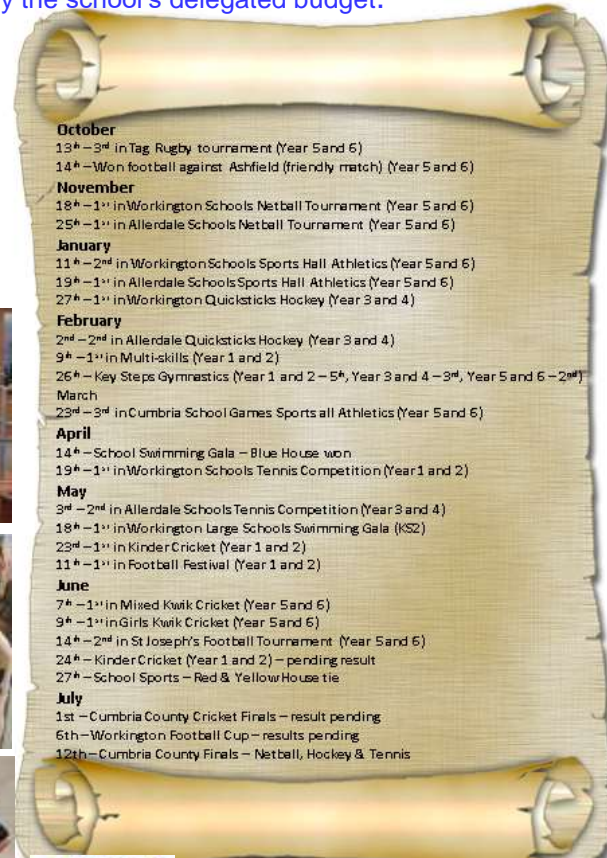 y the school's delegated budget.
October
13th – 3rd in Tag Rugby tournament (Year 5 and 6)
14th – Won football against Ashfield (friendly match) (Year 5 and 6)
November
18th – 1st in Workington Schools Netball Tournament (Year 5 and 6)
25th – 1st in Allerdale Schools Netball Tournament (Year 5 and 6)
January
11th – 2nd in Workington Schools Sports Hall Athletics (Year 5 and 6)
19th – 1st in Allerdale Schools Sports Hall Athletics (Year 5 and 6)
27th – 1st in Workington Quicksticks Hockey (Year 3 and 4)
February
2nd – 2nd in Allerdale Quicksticks Hockey (Year 3 and 4)
9th – 1st in Multi-skills (Year 1 and 2)
26th – Key Steps Gymnastics (Year 1 and 2 – 5th, Year 3 and 4 – 3rd, Year 5 and 6 – 2nd)
March
23rd – 3rd in Cumbria School Games Sports all Athletics (Year 5 and 6)
April
14th – School Swimming Gala – Blue House won
19th – 1st in Workington Schools Tennis Competition (Year 1 and 2)
May
3rd – 2nd in Allerdale Schools Tennis Competition (Year 3 and 4)
18th – 1st in Workington Large Schools Swimming Gala (KS2)
23rd – 1st in Kinder Cricket (Year 1 and 2)
11th – 1st in Football Festival (Year 1 and 2)
June
7th – 1st in Mixed Kwik Cricket (Year 5 and 6)
9th – 1st in Girls Kwik Cricket (Year 5 and 6)
14th – 2nd in St Joseph's Football Tournament (Year 5 and 6)
24th – Kinder Cricket (Year 1 and 2) – pending result
27th – School Sports – Red & Yellow House tie
July
1st – Cumbria County Cricket Finals – result pending
6th – Workington Football Cup – results pending
12th – Cumbria County Finals – Netball, Hockey & Tennis